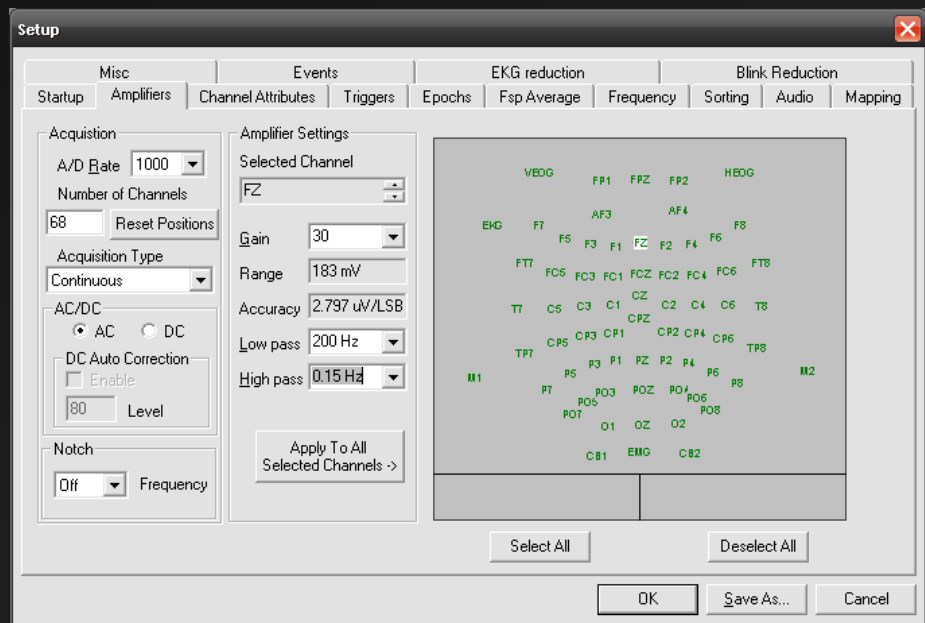 Setup
Misc Events EKG reduction Blink Reduction
Startup Amplifiers Channel Attributes Triggers Epochs Fsp Average Frequency Sorting Audio Mapping
Acquistion
A/D Rate 1000
Number of Channels
68 Reset Positions
Acquisition Type
Continuous
AC/DC
AC DC
DC Auto Correction
Enable
80 Level
Notch
Off Frequency
Amplifier Settings
Selected Channel
FZ
Gain 30
Range 183 mV
Accuracy 2.797 uV/LSB
Low pass 200 Hz
High pass 0.15 Hz
Apply To All
Selected Channels ->
VEOG FP1 FPZ FP2 HEOG
AF3 AF4
EKG F7 F5 F3 F1 FZ F2 F4 F6 F8
FT7 FC5 FC3 FC1 FCZ FC2 FC4 FC6 FT8
T7 C5 C3 C1 CZ C2 C4 C6 T8
TP7 CP5 CP3 CP1 CPZ CP2 CP4 CP6 TP8
M1 P7 P5 P3 P1 PZ P2 P4 P6 P8 M2
PO7 PO5 PO3 POZ PO4 PO6 PO8
O1 OZ O2
CB1 EMG CB2
Select All Deselect All
OK Save As... Cancel